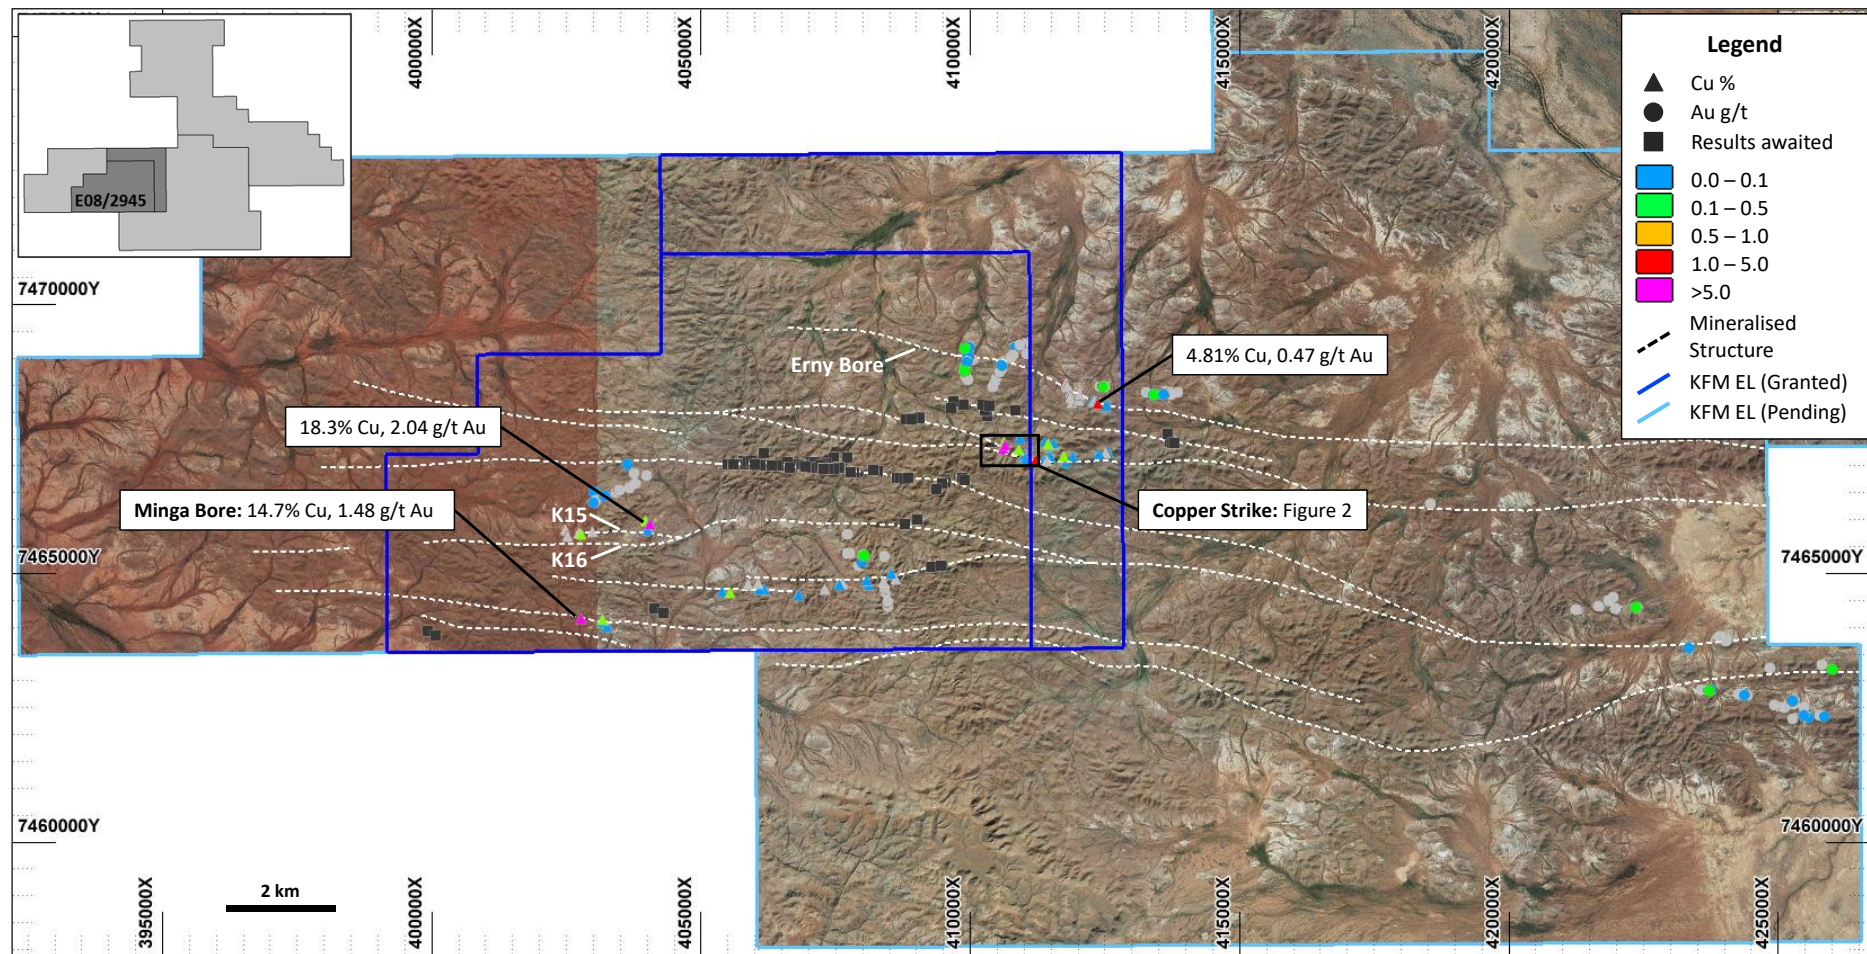 400000X
405000X
410000X
415000X
420000X
E08/2945
Legend
Cu %
Au g/t
Results awaited
0.0 – 0.1
0.1 – 0.5
0.5 – 1.0
1.0 – 5.0
>5.0
Mineralised
Structure
KFM EL (Granted)
KFM EL (Pending)
7470000Y
Erny Bore
4.81% Cu, 0.47 g/t Au
18.3% Cu, 2.04 g/t Au
Minga Bore: 14.7% Cu, 1.48 g/t Au
K15
K16
Copper Strike: Figure 2
7465000Y
7465000Y
7460000Y
7460000Y
2 km
395000X
400000X
405000X
410000X
415000X
420000X
425000X